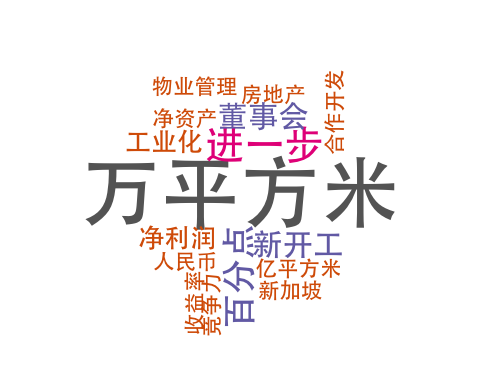 物业管理
房地产
合作开发
净资产
董事会
工业化
进一步
万平方米
净利润
百分点
新开工
人民币
亿平方米
收益率
竞争力
新加坡